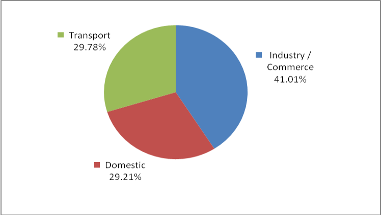 Transport
29.78%
Industry /
Commerce
41.01%
Domestic
29.21%